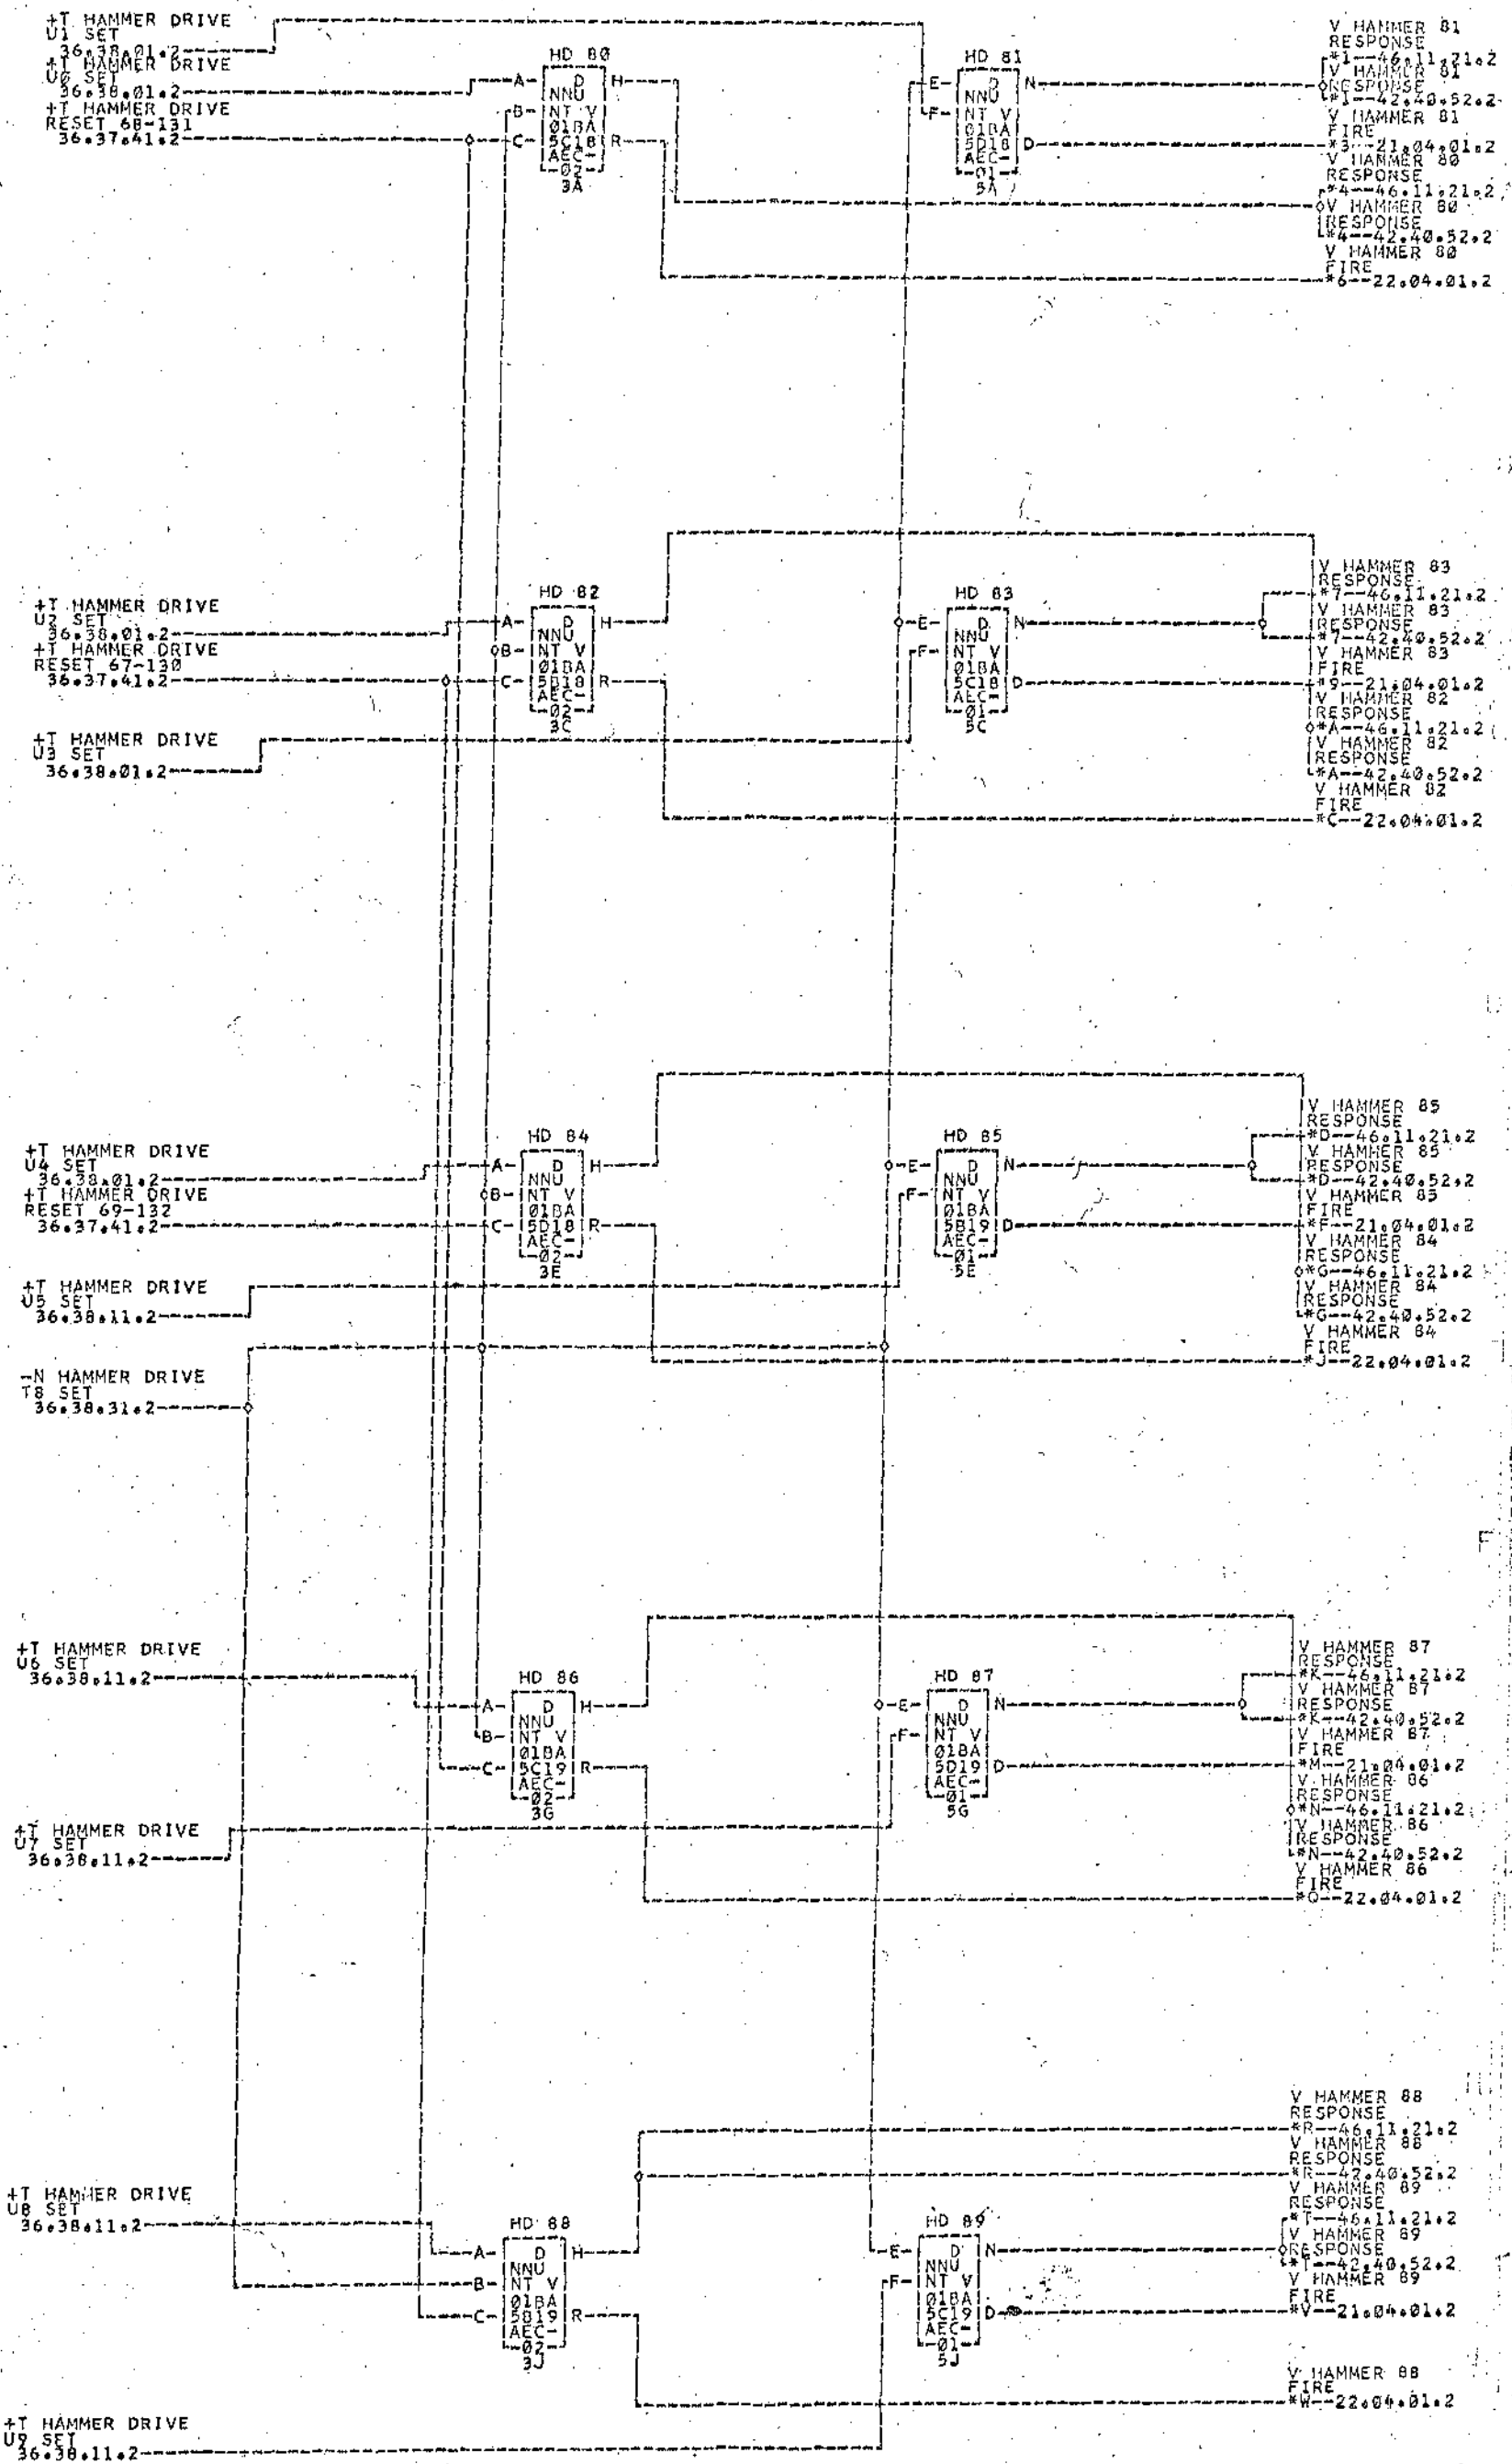 +T HAMMER DRIVE
U1 SET
36.38.01.2
+T HAMMER DRIVE
U0 SET
36.38.01.2
+T HAMMER DRIVE
RESET 68-131
36.37.41.2
HD 80
A- D H
NNU
B- INT V
01BA
C- 5C18 R
AEC-
02
3A
HD 81
E- D N
NNU
F- INT V
01BA
5D18 D
AEC-
01
5A
V HAMMER 81
RESPONSE
*1--46.11.21.2
V HAMMER 81
RESPONSE
*1--42.40.52.2
V HAMMER 81
FIRE
*3--21.04.01.2
V HAMMER 80
RESPONSE
*4--46.11.21.2
V HAMMER 80
RESPONSE
*4--42.40.52.2
V HAMMER 80
FIRE
*6--22.04.01.2
+T HAMMER DRIVE
U2 SET
36.38.01.2
+T HAMMER DRIVE
RESET 67-130
36.37.41.2
+T HAMMER DRIVE
U3 SET
36.38.01.2
HD 82
A- D H
NNU
B- INT V
01BA
C- 5B18 R
AEC-
02
3C
HD 83
E- D N
NNU
F- INT V
01BA
5C18 D
AEC-
01
5C
V HAMMER 83
RESPONSE
*7--46.11.21.2
V HAMMER 83
RESPONSE
*7--42.40.52.2
V HAMMER 83
FIRE
*9--21.04.01.2
V HAMMER 82
RESPONSE
*A--46.11.21.2
V HAMMER 82
RESPONSE
*A--42.40.52.2
V HAMMER 82
FIRE
*C--22.04.01.2
+T HAMMER DRIVE
U4 SET
36.38.01.2
+T HAMMER DRIVE
RESET 69-132
36.37.41.2
+T HAMMER DRIVE
U5 SET
36.38.11.2
-N HAMMER DRIVE
T8 SET
36.38.31.2
HD 84
A- D H
NNU
B- INT V
01BA
C- 5D18 R
AEC-
02
3E
HD 85
E- D N
NNU
F- INT V
01BA
5B19 D
AEC-
01
5E
V HAMMER 85
RESPONSE
*D--46.11.21.2
V HAMMER 85
RESPONSE
*D--42.40.52.2
V HAMMER 85
FIRE
*F--21.04.01.2
V HAMMER 84
RESPONSE
*G--46.11.21.2
V HAMMER 84
RESPONSE
*G--42.40.52.2
V HAMMER 84
FIRE
*J--22.04.01.2
+T HAMMER DRIVE
U6 SET
36.38.11.2
+T HAMMER DRIVE
U7 SET
36.38.11.2
HD 86
A- D H
NNU
B- INT V
01BA
C- 5C19 R
AEC-
02
3G
HD 87
E- D N
NNU
F- INT V
01BA
5D19 D
AEC-
01
5G
V HAMMER 87
RESPONSE
*K--46.11.21.2
V HAMMER 87
RESPONSE
*K--42.40.52.2
V HAMMER 87
FIRE
*M--21.04.01.2
V HAMMER 86
RESPONSE
*N--46.11.21.2
V HAMMER 86
RESPONSE
*N--42.40.52.2
V HAMMER 86
FIRE
*Q--22.04.01.2
+T HAMMER DRIVE
U8 SET
36.38.11.2
+T HAMMER DRIVE
U9 SET
36.38.11.2
HD 88
A- D H
NNU
B- INT V
01BA
C- 5B19 R
AEC-
02
3J
HD 89
E- D N
NNU
F- INT V
01BA
5C19 D
AEC-
01
5J
V HAMMER 88
RESPONSE
*R--46.11.21.2
V HAMMER 88
RESPONSE
*R--42.40.52.2
V HAMMER 89
RESPONSE
*T--46.11.21.2
V HAMMER 89
RESPONSE
*T--42.40.52.2
V HAMMER 89
FIRE
*V--21.04.01.2
V HAMMER 88
FIRE
*W--22.04.01.2